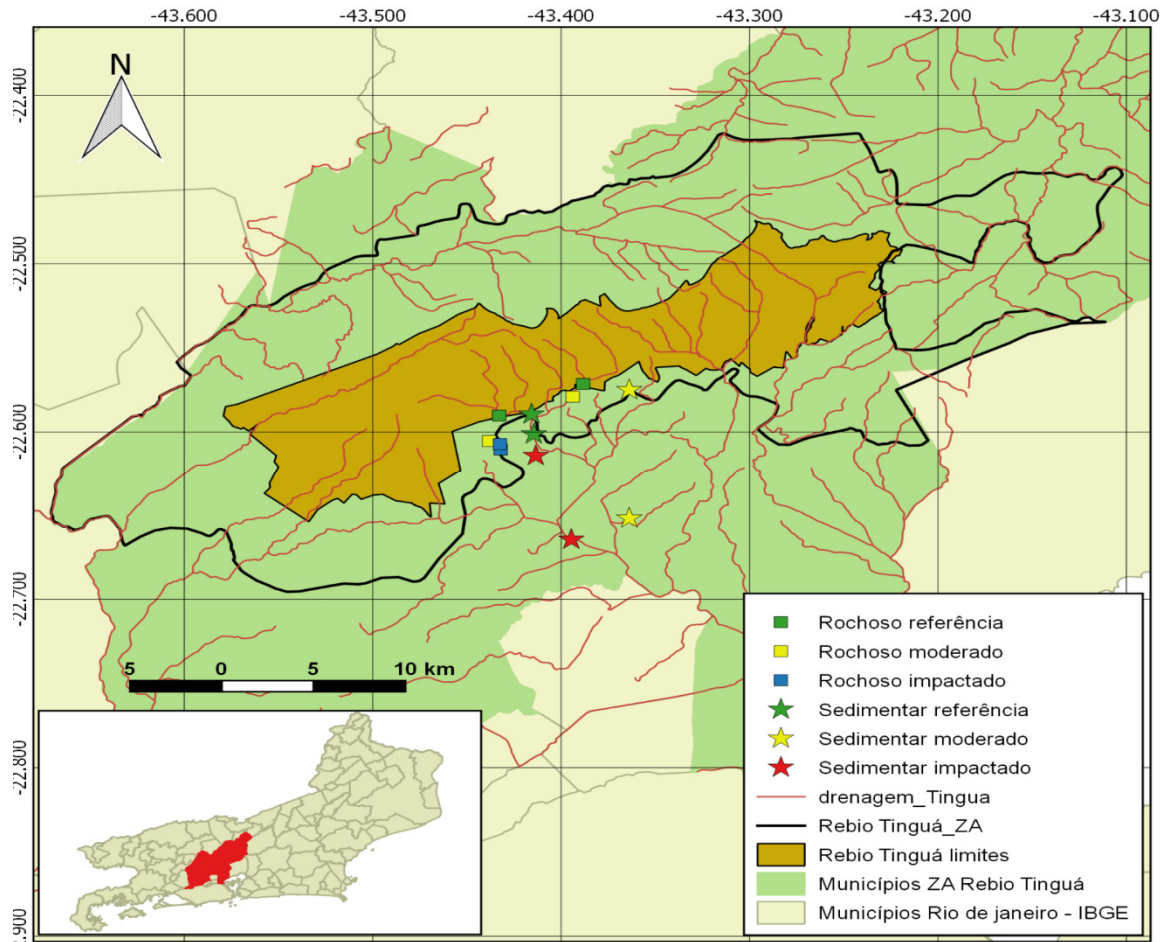 -43.600
-43.500
-43.400
-43.300
-43.200
-43.100
N
-22.400
-22.500
-22.600
-22.700
-22.800
-22.900
5 0 5 10 km
Rochoso referência
Rochoso moderado
Rochoso impactado
Sedimentar referência
Sedimentar moderado
Sedimentar impactado
drenagem_Tingua
Rebio Tinguá_ZA
Rebio Tinguá limites
Municípios ZA Rebio Tinguá
Municípios Rio de janeiro - IBGE